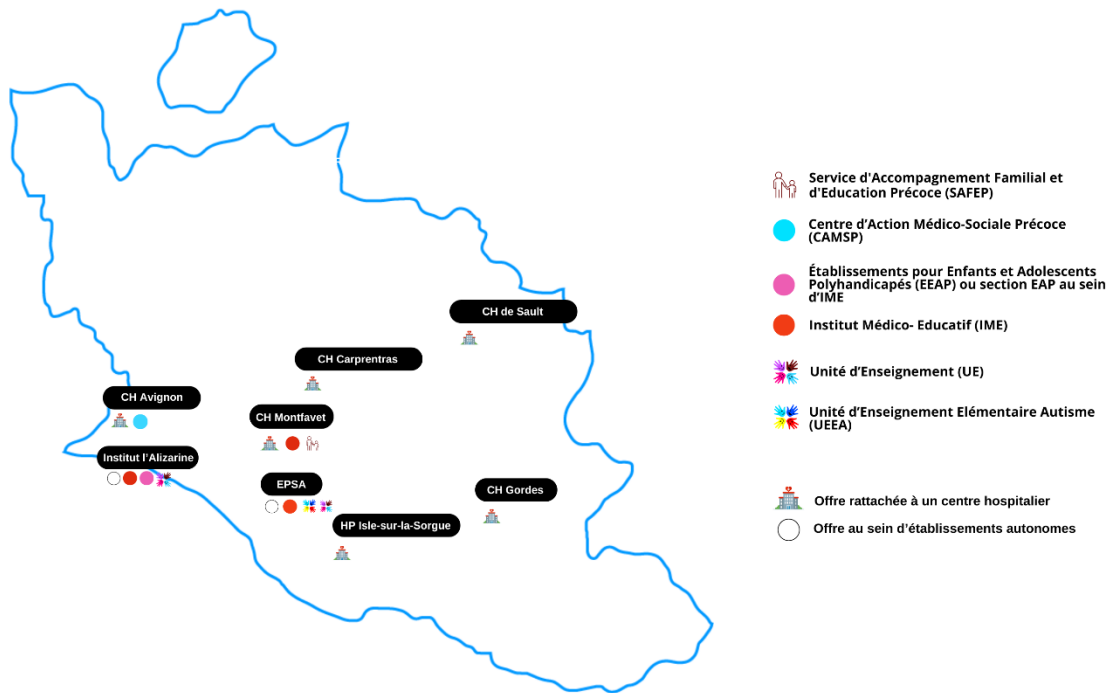 CH de Sault
CH Carprentras
CH Avignon
CH Montfavet
Institut l'Alizarine
EPSA
CH Gordes
HP Isle-sur-la-Sorgue
Service d'Accompagnement Familial et
d'Education Précoce (SAFEP)
Centre d'Action Médico-Sociale Précoce
(CAMSP)
Établissements pour Enfants et Adolescents
Polyhandicapés (EEAP) ou section EAP au sein
d'IME
Institut Médico- Educatif (IME)
Unité d'Enseignement (UE)
Unité d'Enseignement Elémentaire Autisme
(UEEA)
Offre rattachée à un centre hospitalier
Offre au sein d'établissements autonomes